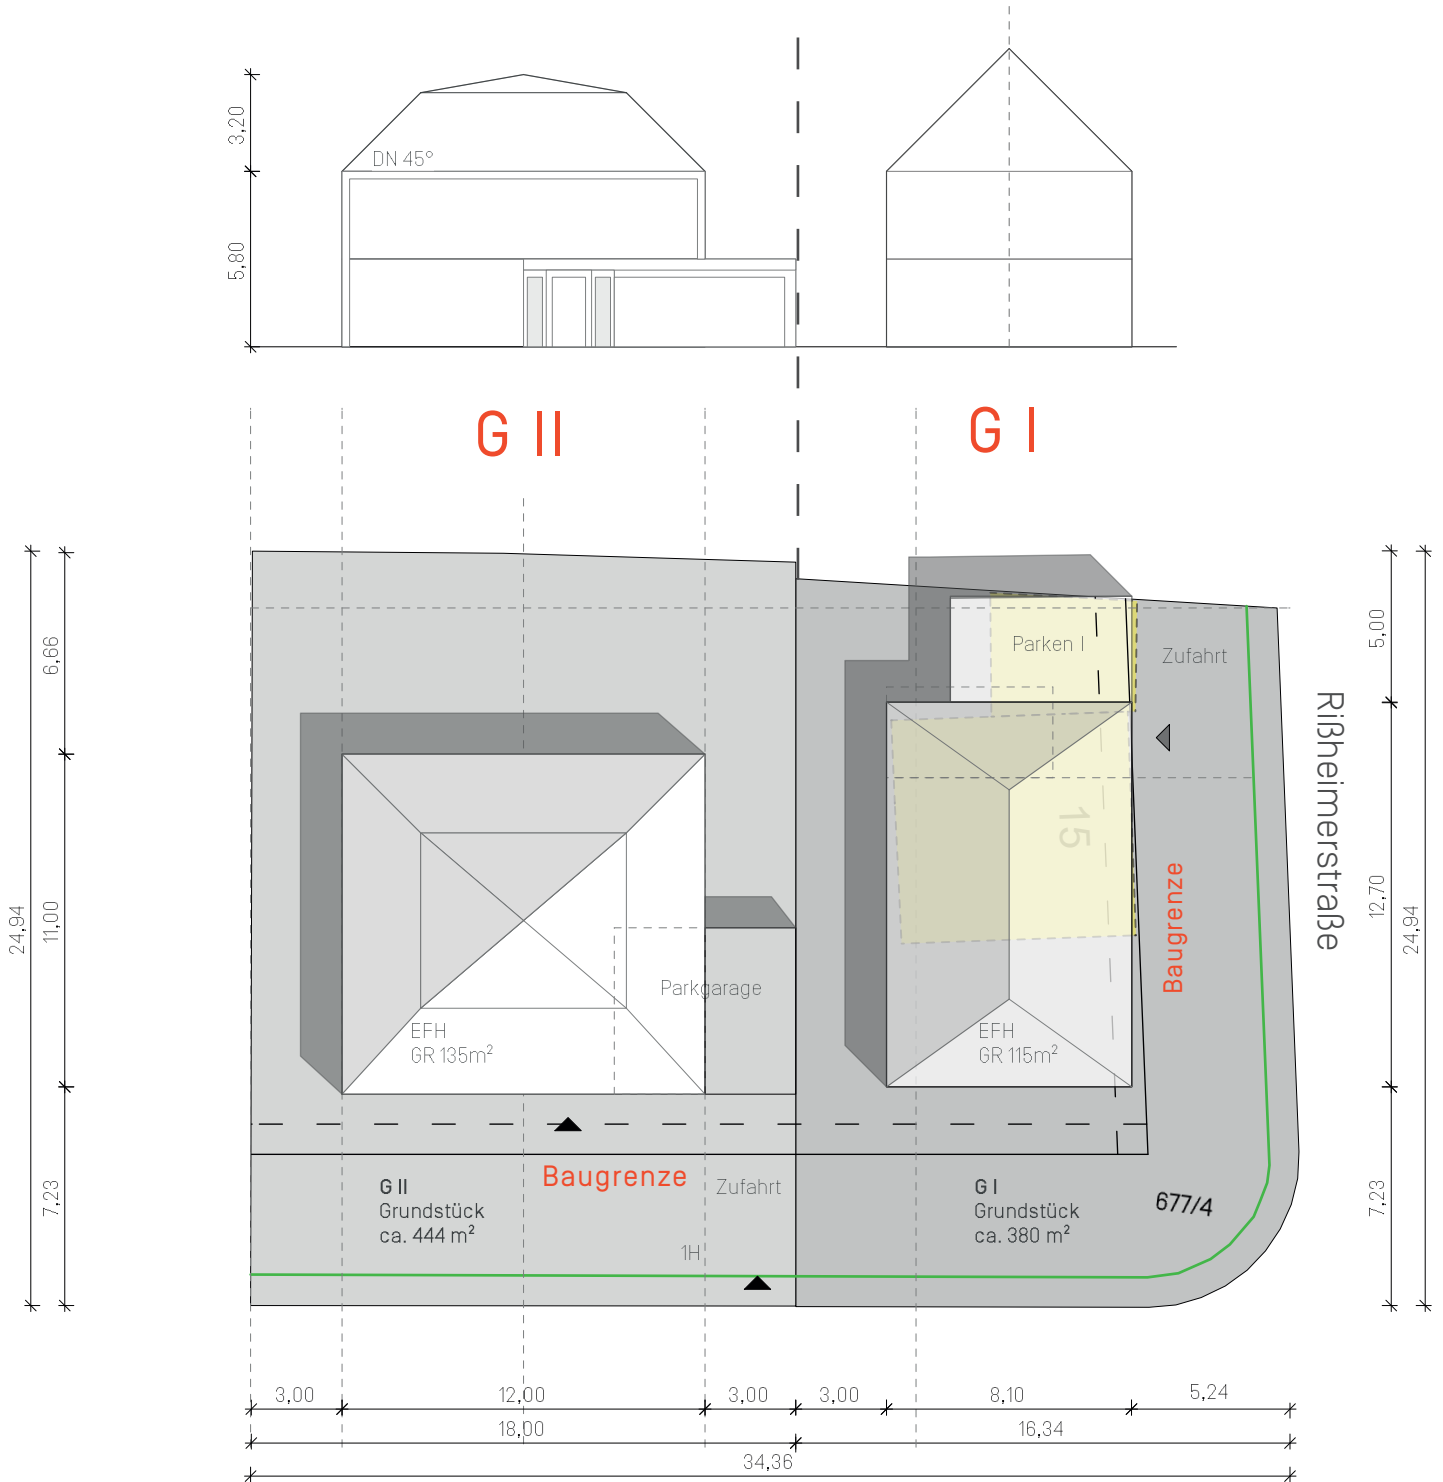 3,20
DN 45°
5,80
G II
G I
6,66
11,00
24,94
7,23
Parken I
Zufahrt
15
Parkgarage
EFH
GR 135m²
EFH
GR 115m²
Baugrenze
Baugrenze
Rißheimerstraße
5,00
12,70
24,94
7,23
G II
Grundstück
ca. 444 m²
Zufahrt
1H
G I
Grundstück
ca. 380 m²
677/4
3,00
12,00
3,00
3,00
8,10
5,24
18,00
16,34
34,36